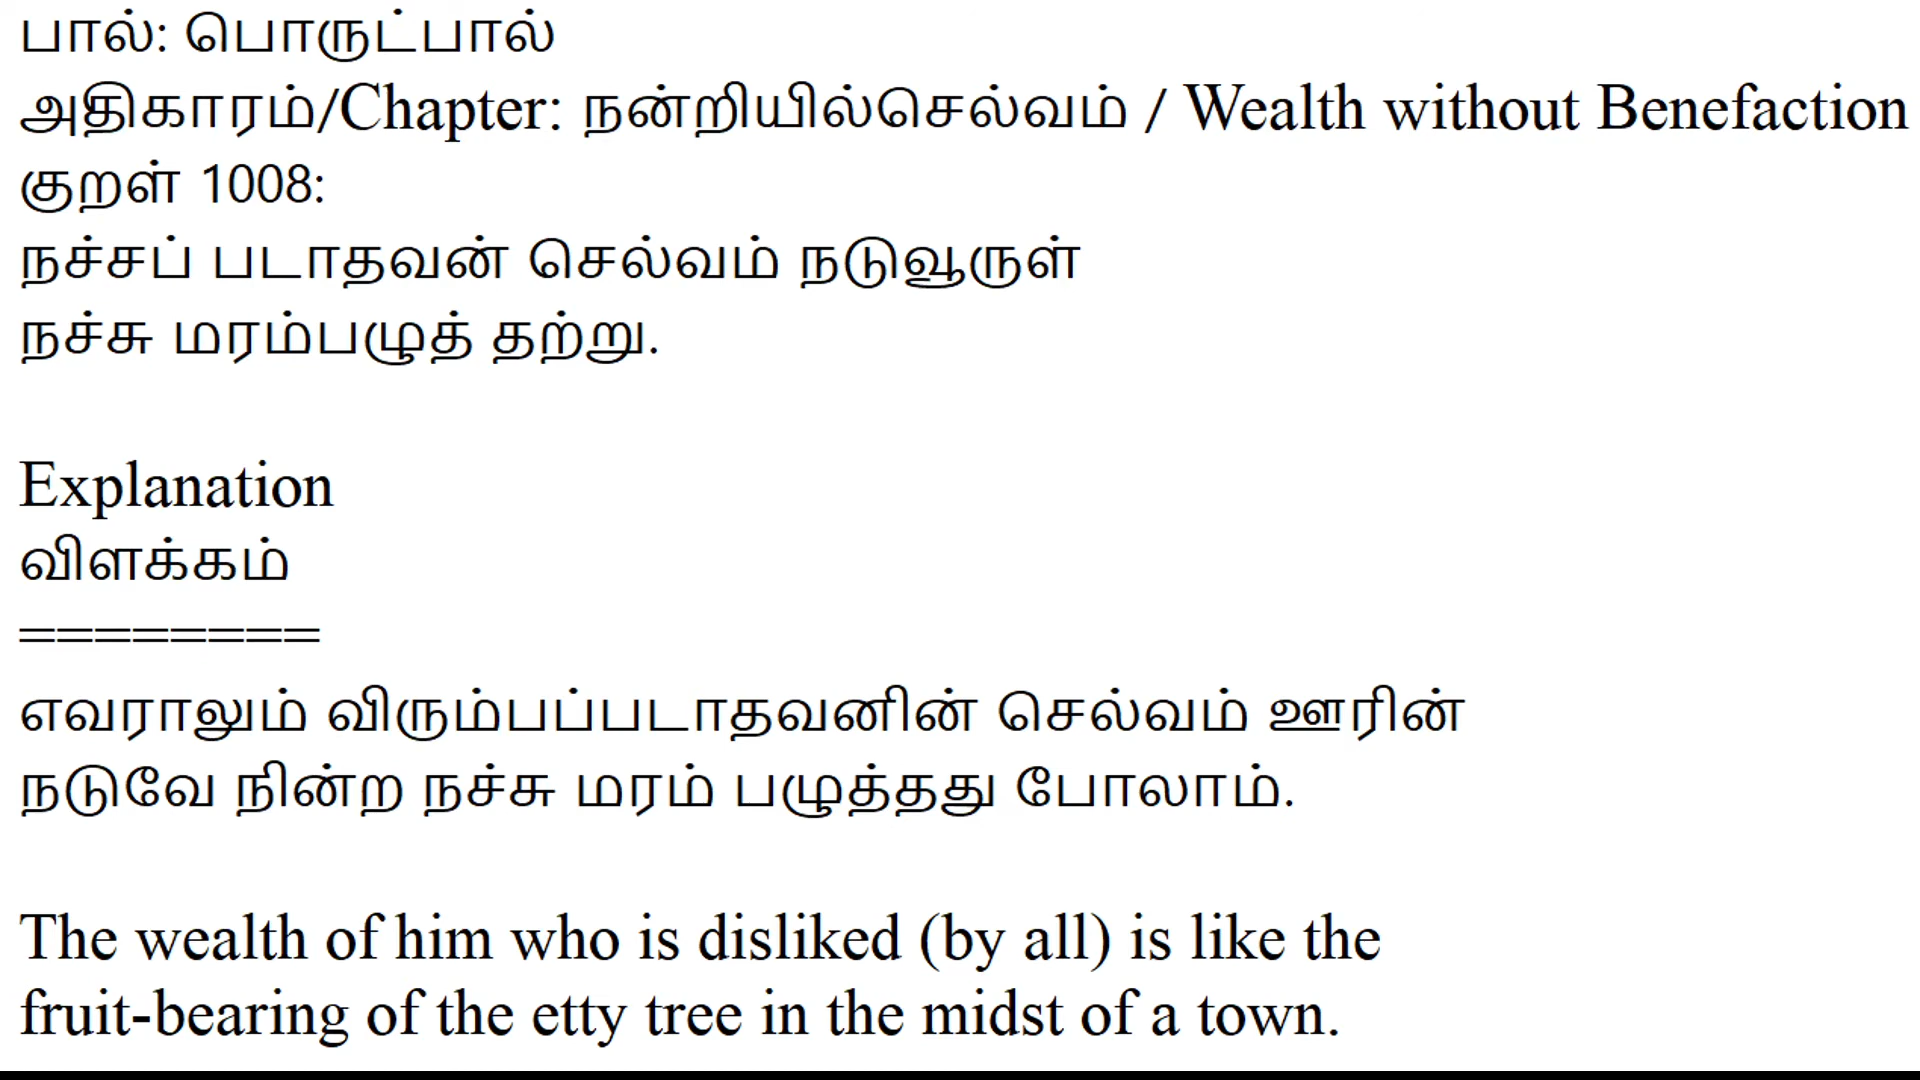 பால்: பொருட்பால்
அதிகாரம்/Chapter: நன்றியில்செல்வம் / Wealth without Benefaction
குறள் 1008:
நச்சப் படாதவன் செல்வம் நடுவூருள்
நச்சு மரம்பழுத் தற்று.
Explanation
விளக்கம்
========
எவராலும் விரும்பப்படாதவனின் செல்வம் ஊரின்
நடுவே நின்ற நச்சு மரம் பழுத்தது போலாம்.
The wealth of him who is disliked (by all) is like the
fruit-bearing of the etty tree in the midst of a town.